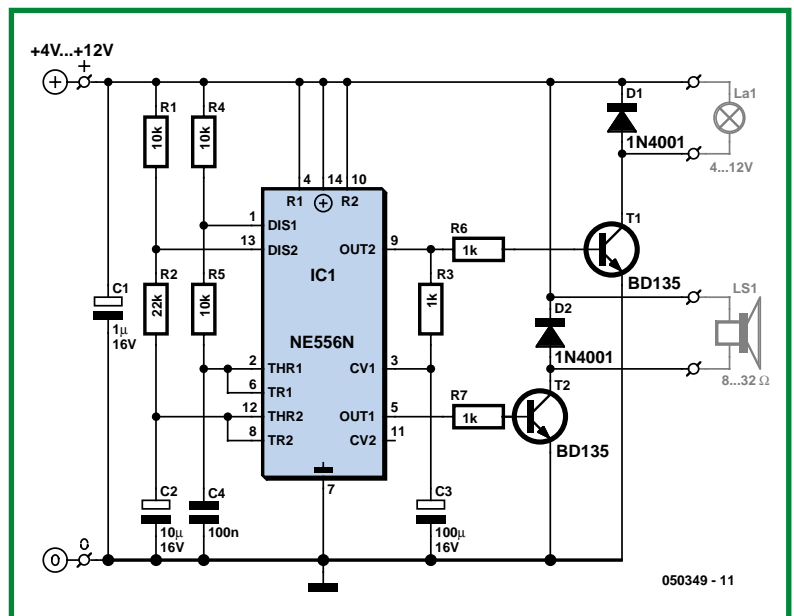 +4V...+12V
+
R1
10k
R4
10k
D1
1N4001
La1
4...12V
4
14
10
R1
R2
1
DIS1
13
DIS2
IC1
OUT2
9
R6
1k
T1
BD135
C1
1µ
16V
R2
22k
R5
10k
R3
1k
NE556N
D2
1N4001
LS1
8...32 Ω
2
THR1
CV1
3
6
TR1
12
THR2
OUT1
5
R7
1k
T2
BD135
8
TR2
CV2
11
7
C2
10µ
16V
C4
100n
C3
100µ
16V
0
0
050349 - 11